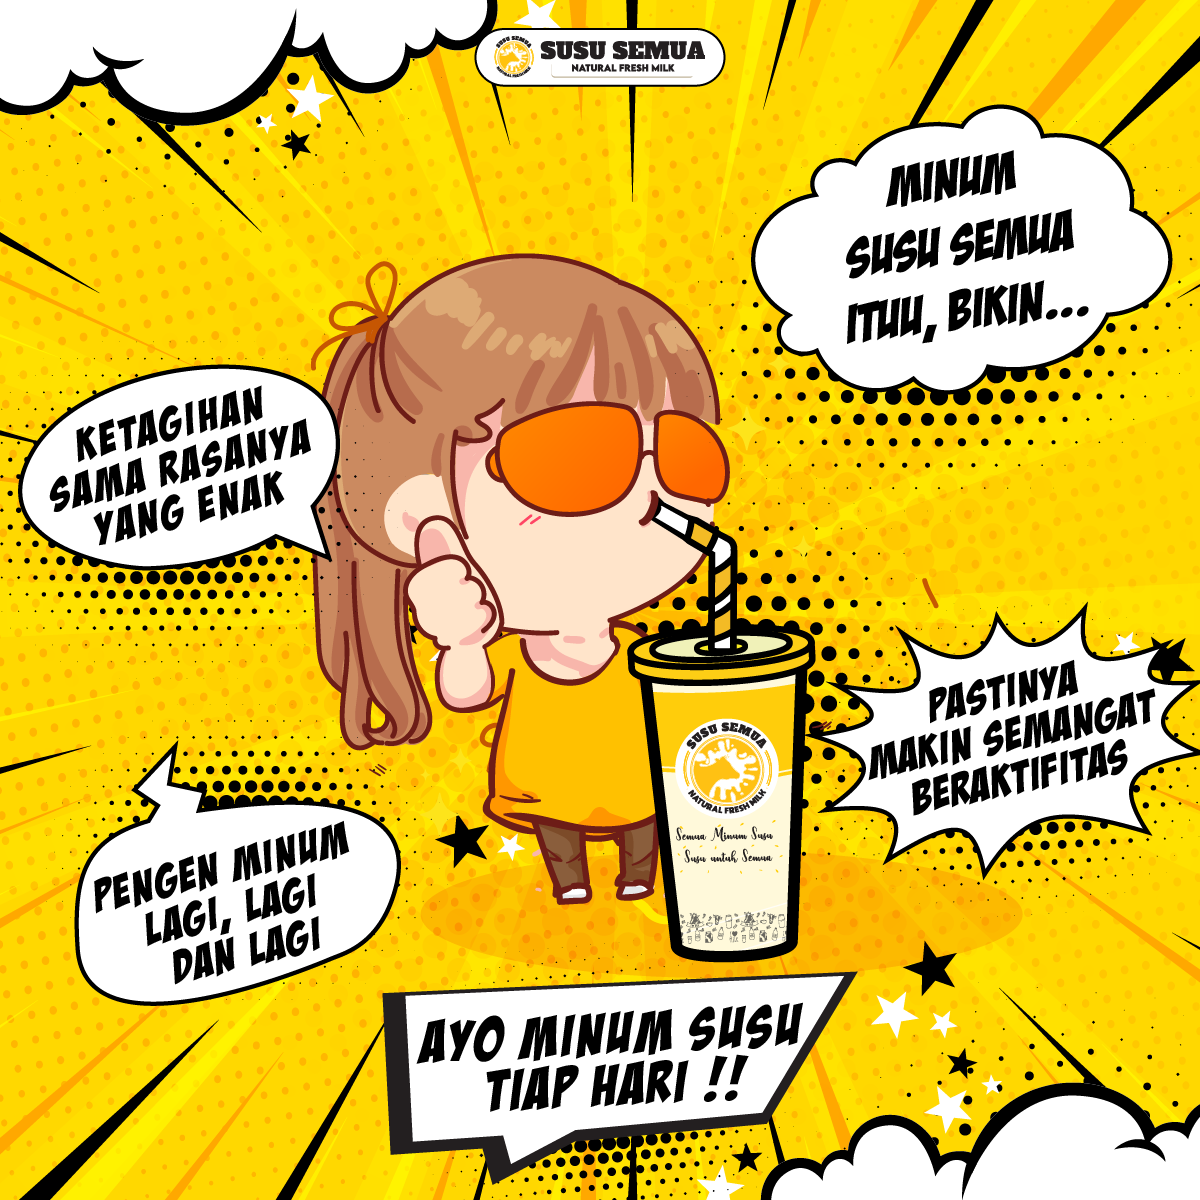 SUSU SEMUA
NATURAL FRESH MILK
MINUM
SUSU SEMUA
ITUU, BIKIN...
KETAGIHAN
SAMA RASANYA
YANG ENAK
PASTINYA
MAKIN SEMANGAT
BERAKTIFITAS
SUSU SEMUA
NATURAL FRESH MILK
Semua Minum Susu
Susu untuk Semua
PENGEN MINUM
LAGI, LAGI
DAN LAGI
AYO MINUM SUSU
TIAP HARI !!